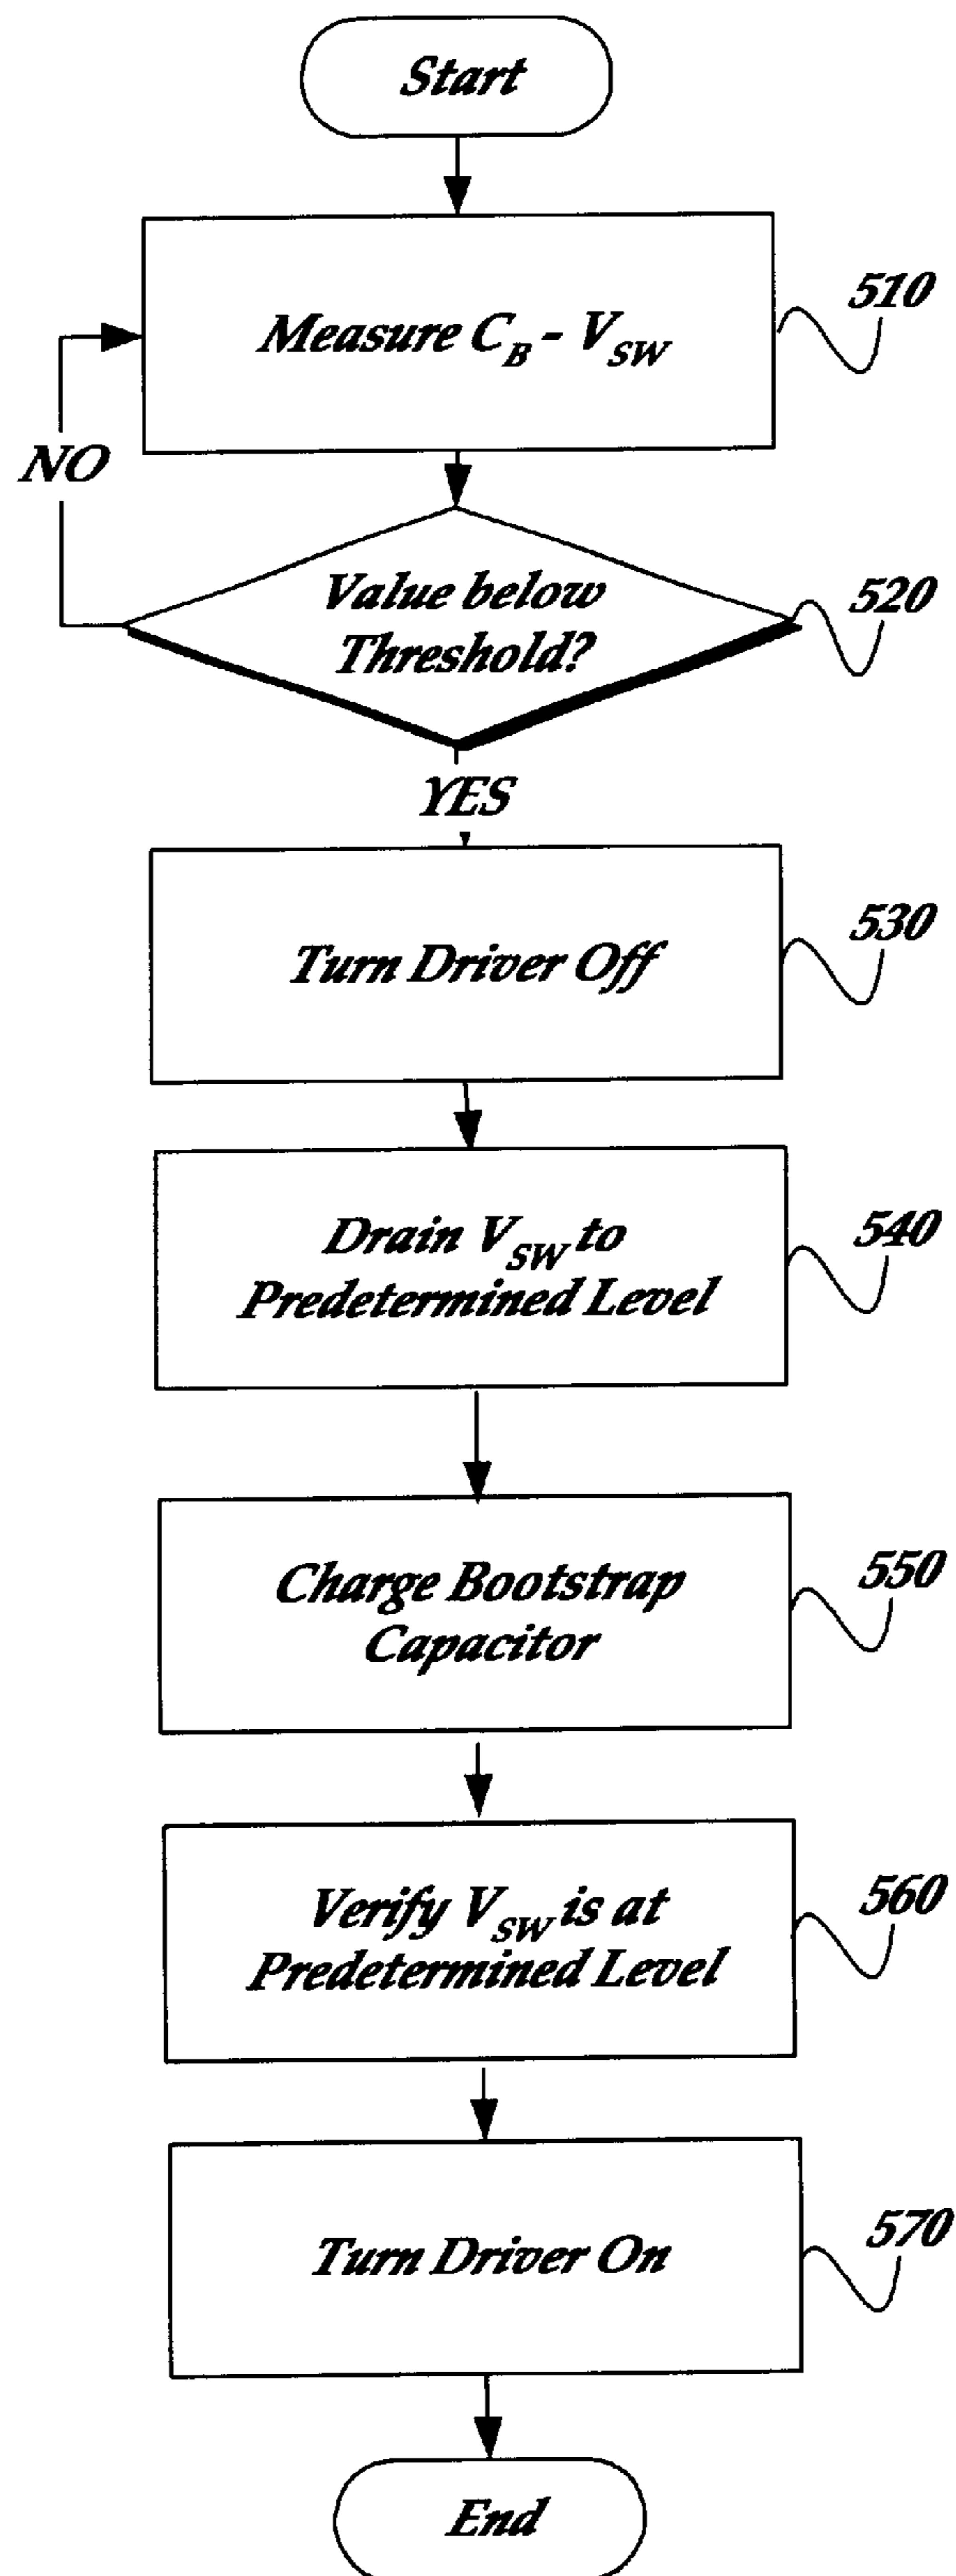 Start
Measure C_B - V_SW
510
NO
Value below
Threshold?
520
YES
Turn Driver Off
530
Drain V_SW to
Predetermined Level
540
Charge Bootstrap
Capacitor
550
Verify V_SW is at
Predetermined Level
560
Turn Driver On
570
End